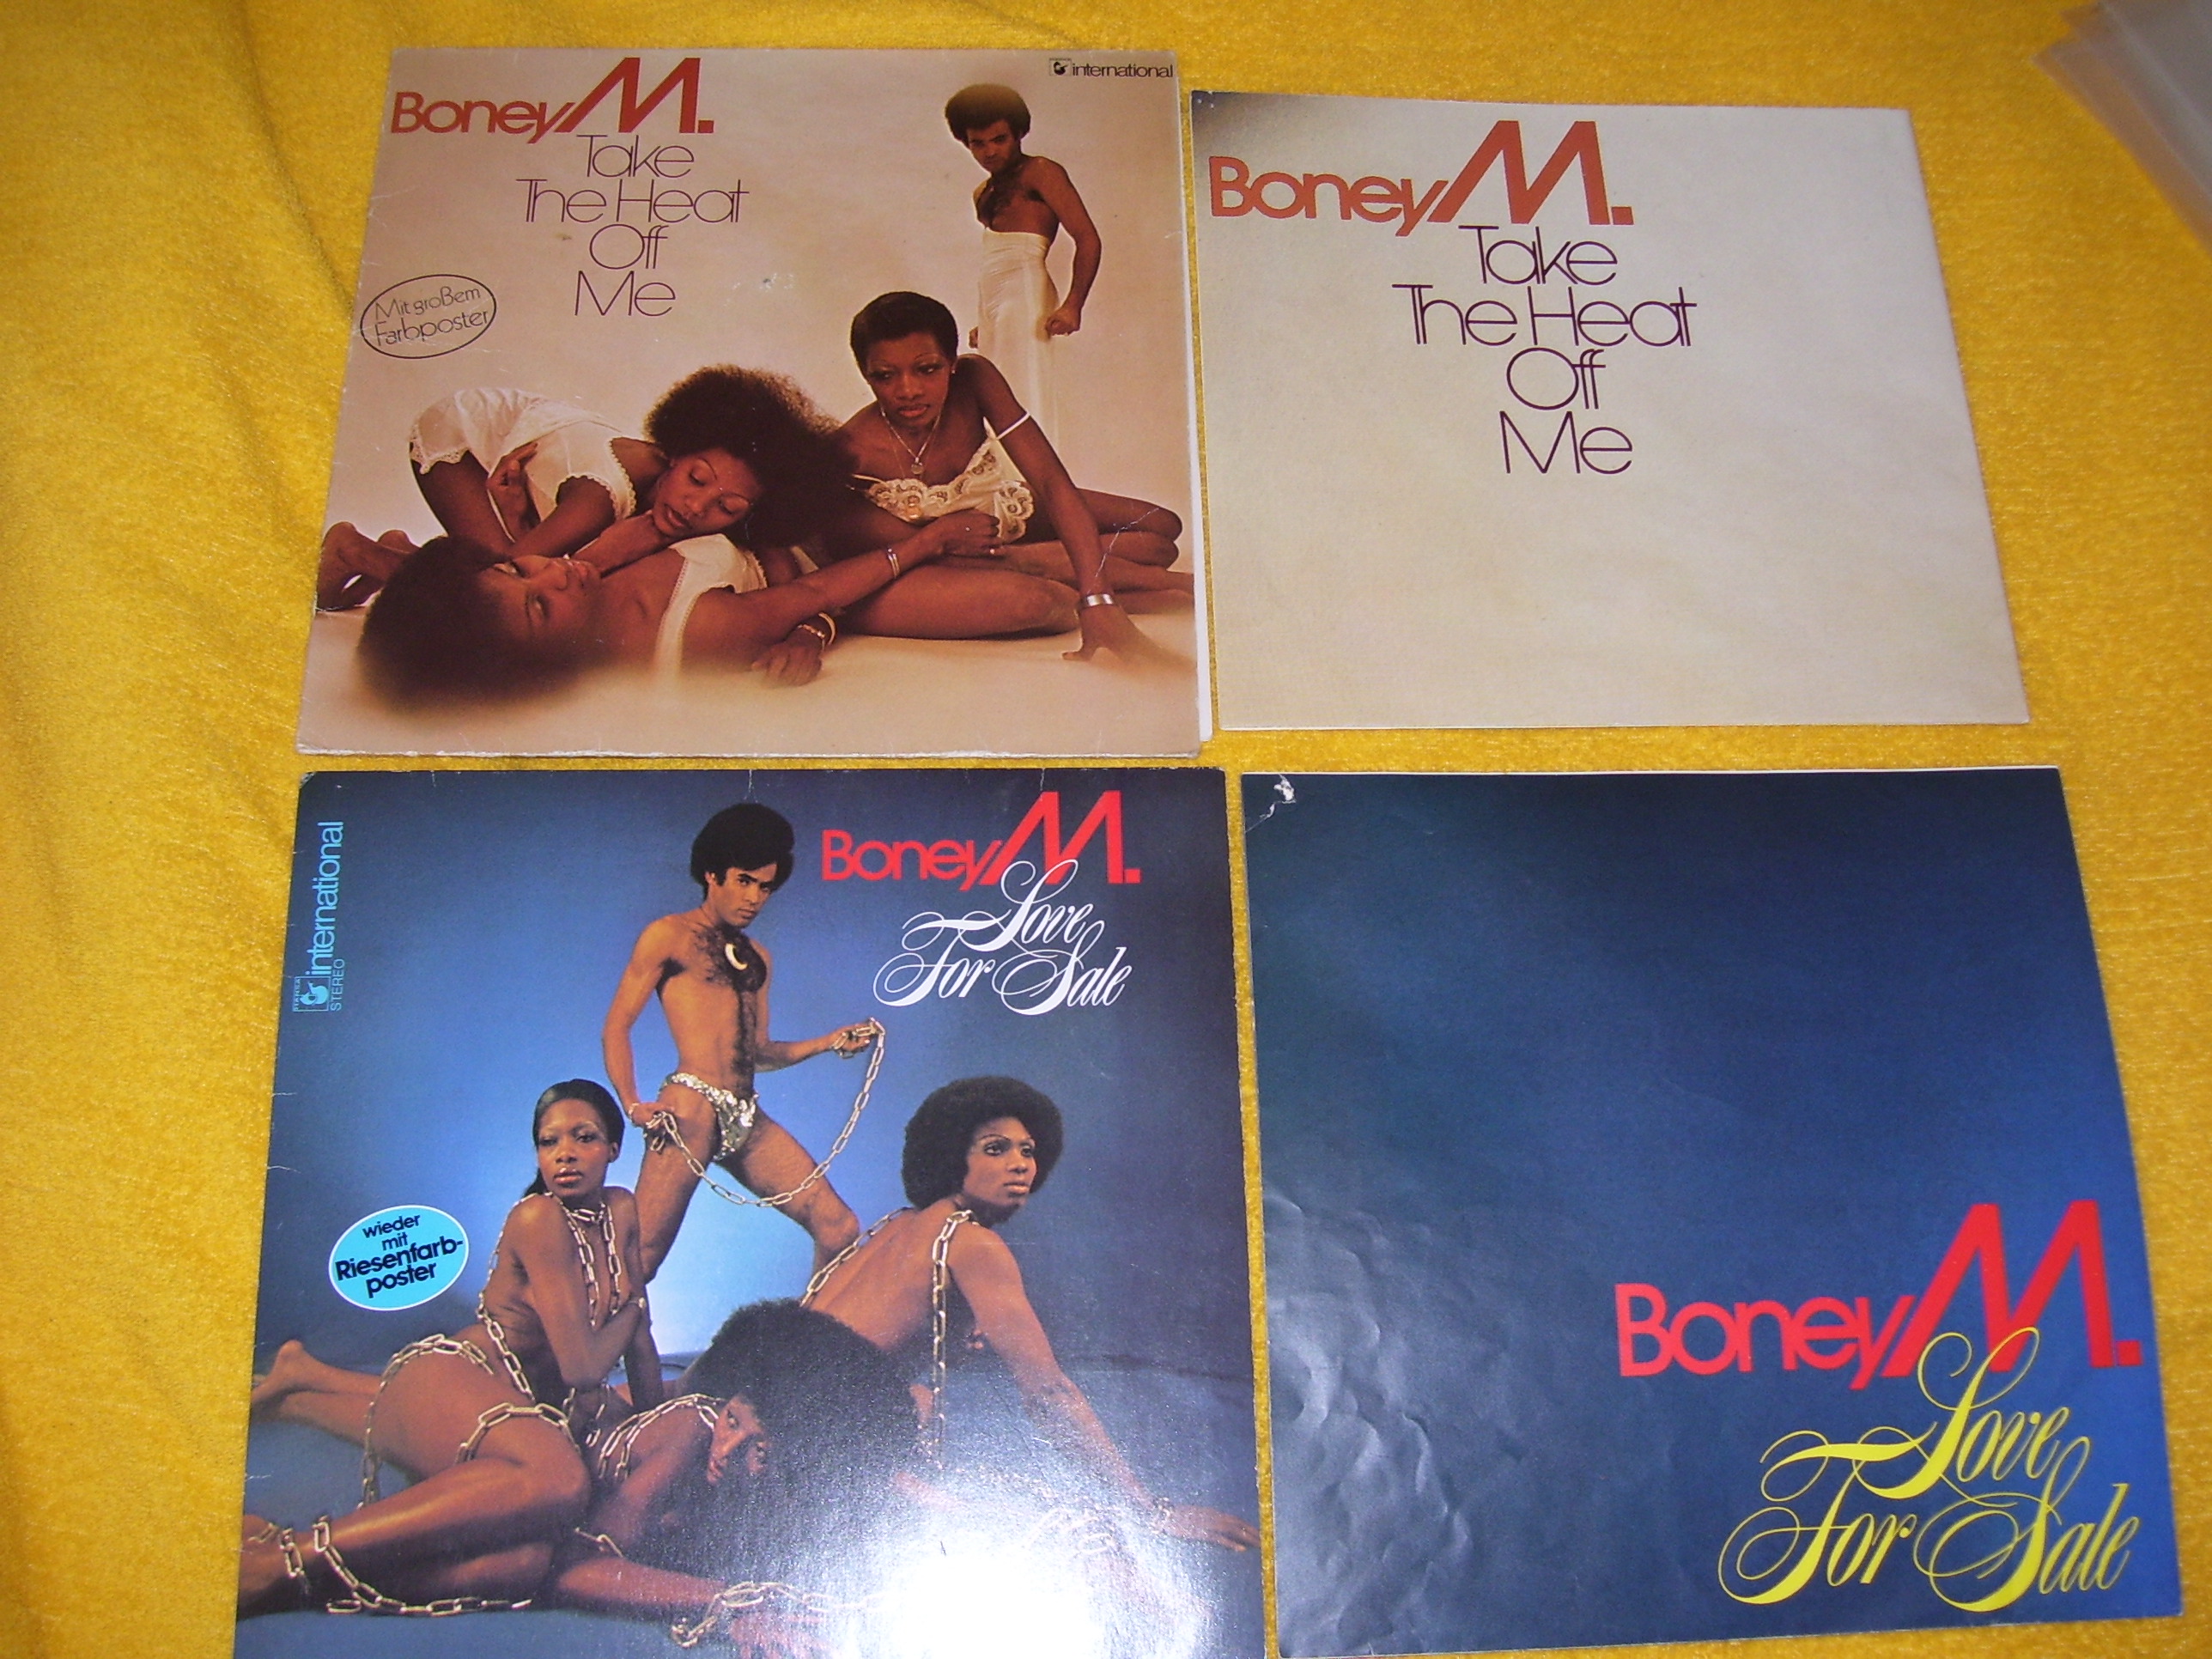 Boney M.
Take
The Heat
Off
Me
international
Mit großem
Farbposter
Boney M.
Take
The Heat
Off
Me
HANSA
international
STEREO
Boney M.
Love
For Sale
wieder
mit
Riesenfarb-
poster
Boney M.
Love
For Sale